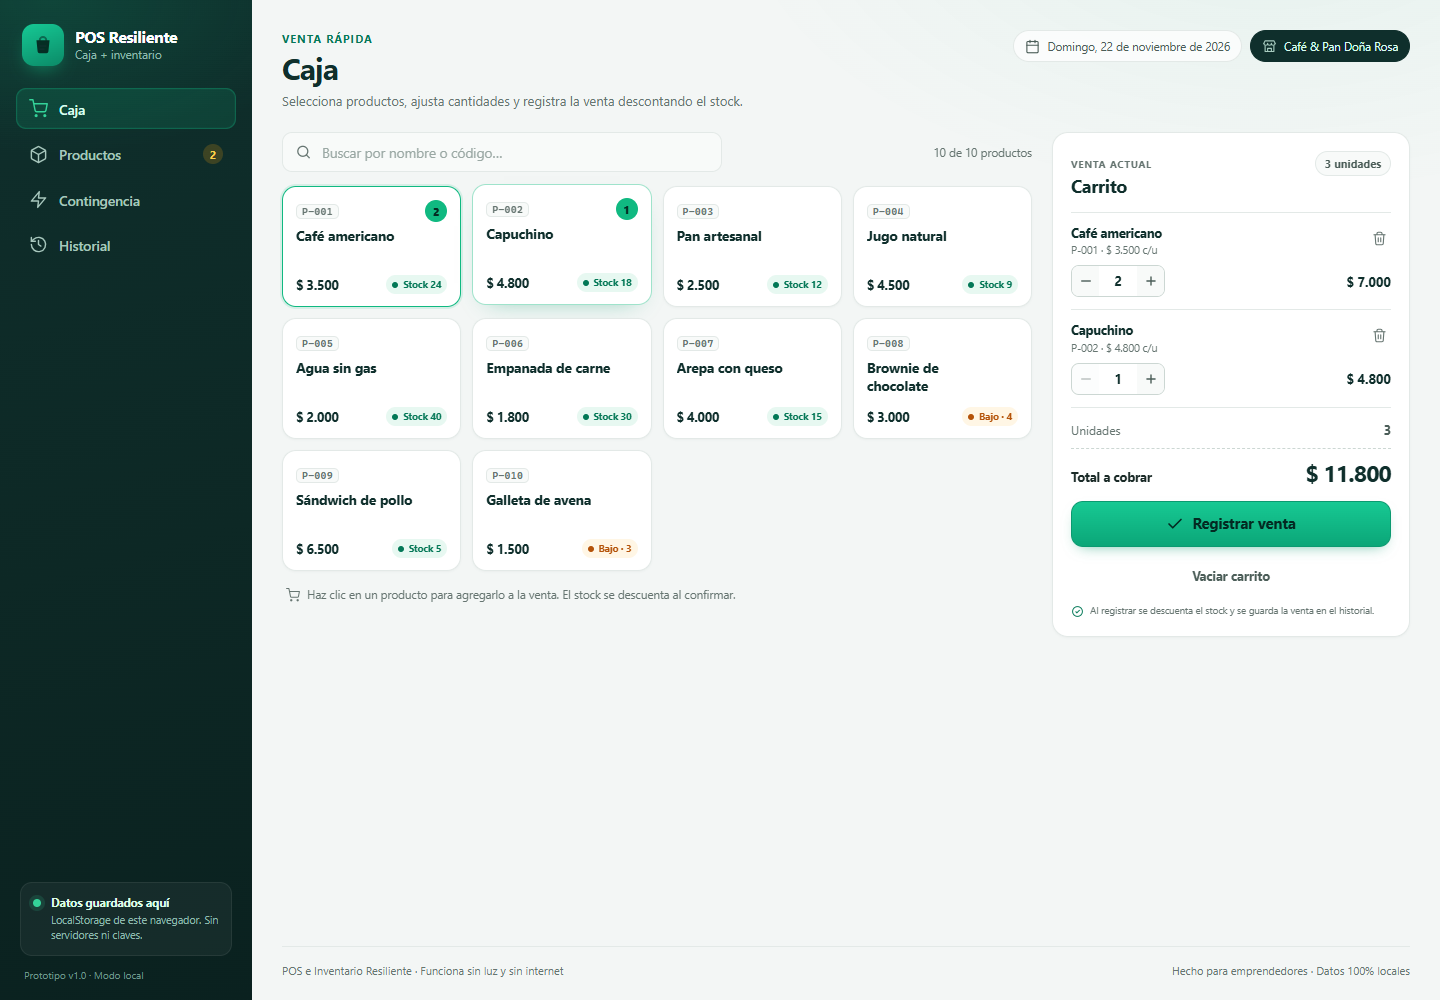 POS Resiliente
Caja + inventario
Caja
Productos
2
Contingencia
Historial
Datos guardados aquí
LocalStorage de este navegador. Sin
servidores ni claves.
Prototipo v1.0 · Modo local
VENTA RÁPIDA
Caja
Selecciona productos, ajusta cantidades y registra la venta descontando el stock.
Domingo, 22 de noviembre de 2026
Café & Pan Doña Rosa
Buscar por nombre o código...
10 de 10 productos
P-001
2
Café americano
$ 3.500
Stock 24
P-002
1
Capuchino
$ 4.800
Stock 18
P-003
Pan artesanal
$ 2.500
Stock 12
P-004
Jugo natural
$ 4.500
Stock 9
P-005
Agua sin gas
$ 2.000
Stock 40
P-006
Empanada de carne
$ 1.800
Stock 30
P-007
Arepa con queso
$ 4.000
Stock 15
P-008
Brownie de
chocolate
$ 3.000
Bajo · 4
P-009
Sándwich de pollo
$ 6.500
Stock 5
P-010
Galleta de avena
$ 1.500
Bajo · 3
Haz clic en un producto para agregarlo a la venta. El stock se descuenta al confirmar.
VENTA ACTUAL
3 unidades
Carrito
Café americano
P-001 · $ 3.500 c/u
− 2 +
$ 7.000
Capuchino
P-002 · $ 4.800 c/u
− 1 +
$ 4.800
Unidades
3
Total a cobrar
$ 11.800
Registrar venta
Vaciar carrito
Al registrar se descuenta el stock y se guarda la venta en el historial.
POS e Inventario Resiliente · Funciona sin luz y sin internet
Hecho para emprendedores · Datos 100% locales